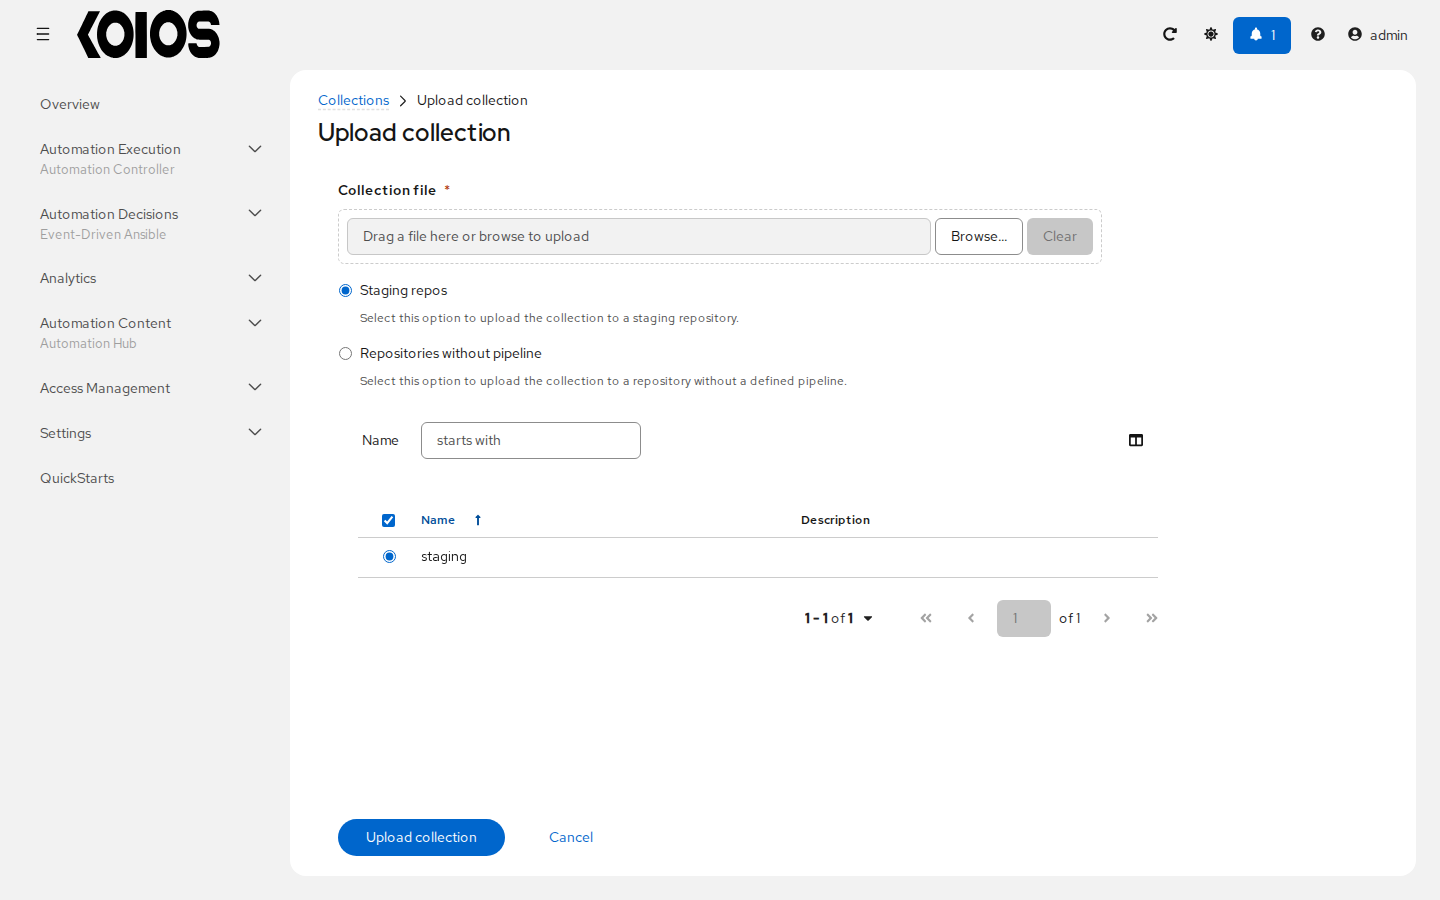 KOIOS
1
admin
Overview
Automation Execution
Automation Controller
Automation Decisions
Event-Driven Ansible
Analytics
Automation Content
Automation Hub
Access Management
Settings
QuickStarts
Collections > Upload collection
Upload collection
Collection file *
Drag a file here or browse to upload
Browse...
Clear
Staging repos
Select this option to upload the collection to a staging repository.
Repositories without pipeline
Select this option to upload the collection to a repository without a defined pipeline.
Name
starts with
Name
Description
staging
1 - 1 of 1
1
of 1
Upload collection
Cancel